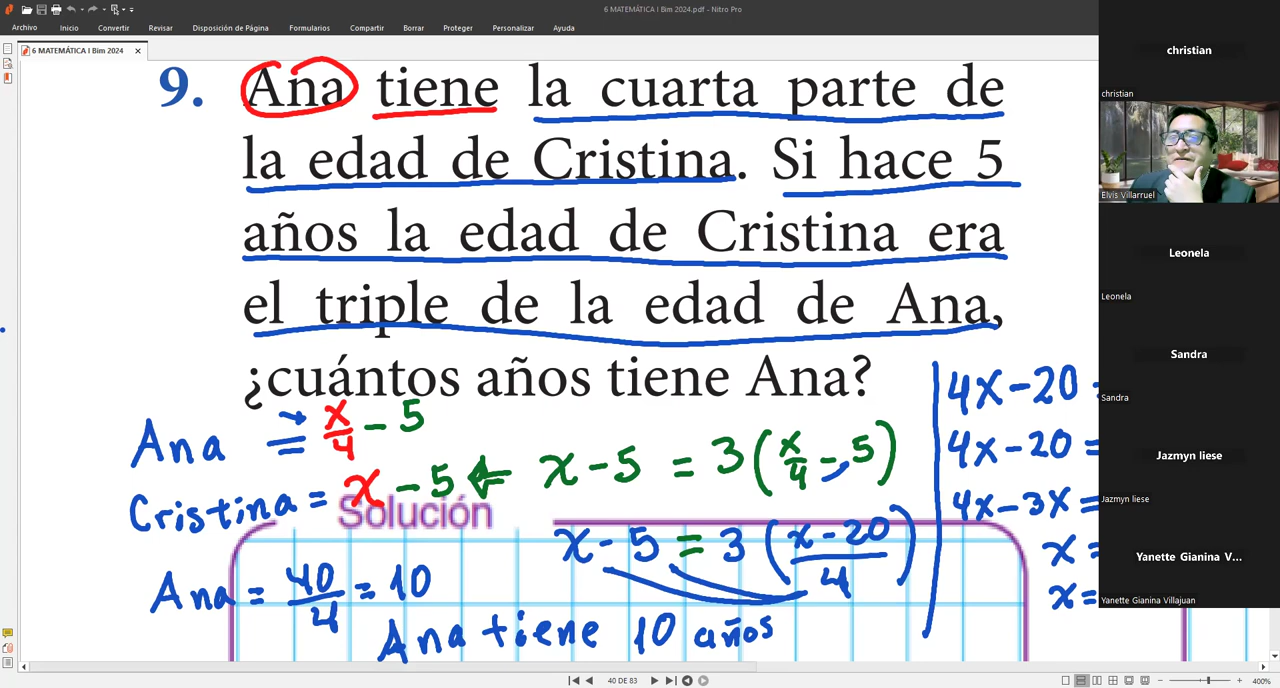 6 MATEMÁTICA I Bim 2024.pdf - Nitro Pro
Archivo Inicio Convertir Revisar Disposición de Página Formularios Compartir Borrar Proteger Personalizar Ayuda
6 MATEMÁTICA I Bim 2024
9. Ana tiene la cuarta parte de
la edad de Cristina. Si hace 5
años la edad de Cristina era
el triple de la edad de Ana,
¿cuántos años tiene Ana?
Ana = x/4 - 5
Cristina = x - 5
x - 5 = 3(x/4 - 5)
Solución
x - 5 = 3(x-20/4)
Ana = 40/4 = 10
Ana tiene 10 años
4x - 20 =
4x - 20 =
4x - 3x =
x =
x =
christian
christian
Elvis Villarruel
Leonela
Leonela
Sandra
Sandra
Jazmyn liese
Jazmyn liese
Yanette Gianina V...
Yanette Gianina Villajuan
40 DE 83
400%